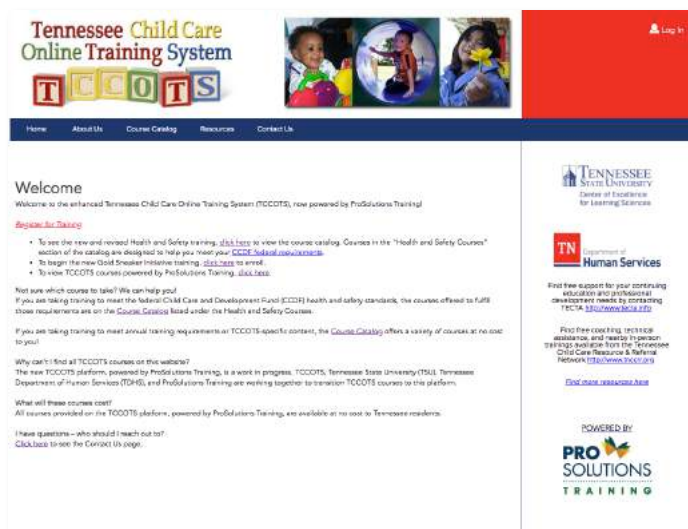 Tennessee Child Care
Online Training System
TCCOTS
Log In
Home About Us Course Catalog Resources Contact Us
Welcome
Welcome to the enhanced Tennessee Child Care Online Training System (TCCOTS), now powered by ProSolutions Training!
Register for Training
• To see the new and revised Health and Safety training, click here to view the course catalog. Courses in the "Health and Safety Courses"
section of the catalog are designed to help you meet your CCDF federal requirements.
• To begin the new Gold Sneaker Initiative training, click here to enroll.
• To view TCCOTS courses powered by ProSolutions Training, click here.
Not sure which course to take? We can help you!
If you are taking training to meet the federal Child Care and Development Fund (CCDF) health and safety standards, the courses offered to fulfill
those requirements are on the Course Catalog listed under the Health and Safety Courses.
If you are taking training to meet annual training requirements or TCCOTS-specific content, the Course Catalog offers a variety of courses at no cost
to you!
Why can't I find all TCCOTS courses on this website?
The new TCCOTS platform, powered by ProSolutions Training, is a work in progress. TCCOTS, Tennessee State University (TSU), Tennessee
Department of Human Services (TDHS), and ProSolutions Training are working together to transition TCCOTS courses to this platform.
What will these courses cost?
All courses provided on the TCCOTS platform, powered by ProSolutions Training, are available at no cost to Tennessee residents.
I have questions – who should I reach out to?
Click here to see the Contact Us page.
TENNESSEE
STATE UNIVERSITY
Center of Excellence
for Learning Sciences
TN
Department of
Human Services
Find free support for your continuing
education and professional
development needs by contacting
TECTA: http://www.tecta.info
Find free coaching, technical
assistance, and nearby in-person
trainings available from the Tennessee
Child Care Resource & Referral
Network http://www.tnccrr.org
Find more resources here
POWERED BY
PRO
SOLUTIONS
TRAINING